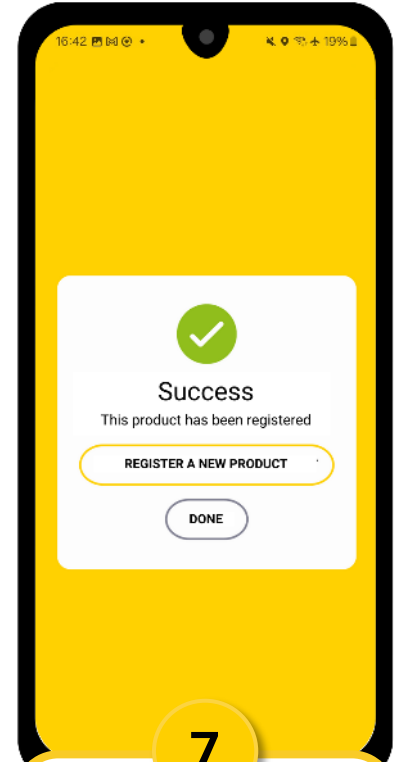 16:42
19%
Success
This product has been registered
REGISTER A NEW PRODUCT
DONE
7